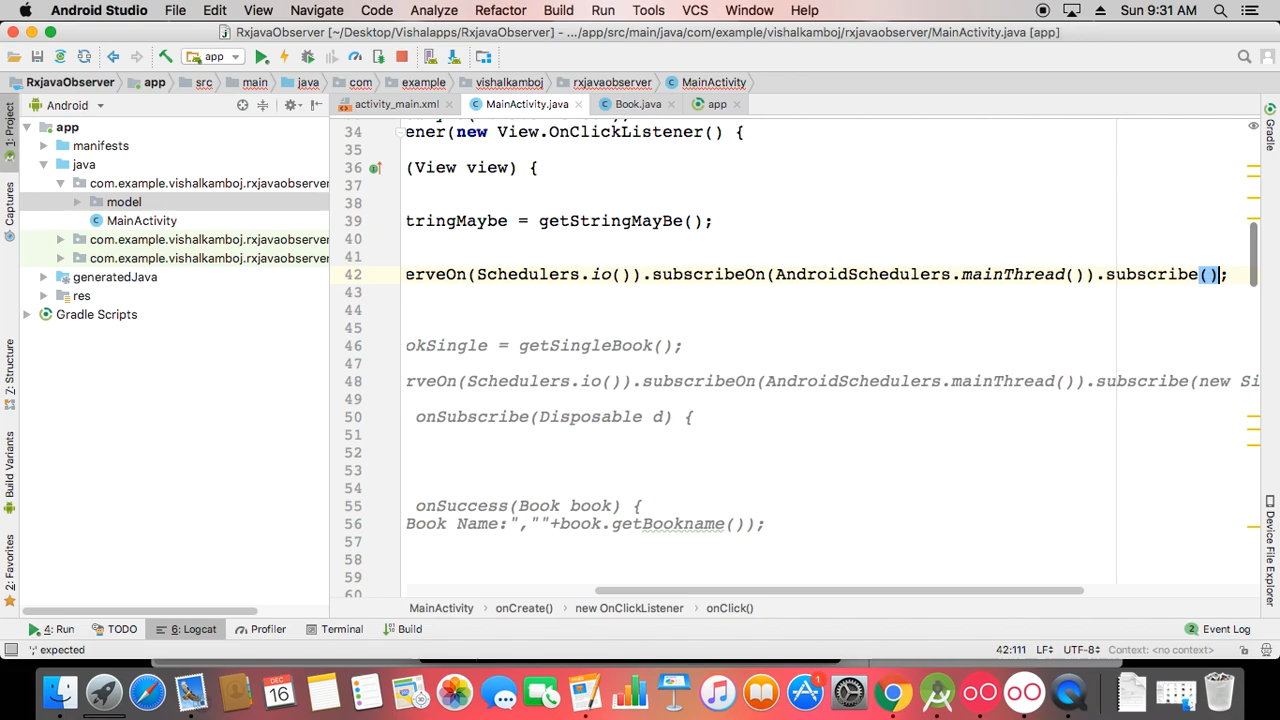 Android Studio File Edit View Navigate Code Analyze Refactor Build Run Tools VCS Window Help Sun 9:31 AM
RxjavaObserver [~/Desktop/Vishalapps/RxjavaObserver] - .../app/src/main/java/com/example/vishalkamboj/rxjavaobserver/MainActivity.java [app]
app
RxjavaObserver app src main java com example vishalkamboj rxjavaobserver MainActivity
Android activity_main.xml MainActivity.java Book.java app
1: Project
Captures
Z: Structure
Build Variants
2: Favorites
app
manifests
java
com.example.vishalkamboj.rxjavaobserver
model
MainActivity
com.example.vishalkamboj.rxjavaobserver
com.example.vishalkamboj.rxjavaobserver
generatedJava
res
Gradle Scripts
34 ener(new View.OnClickListener() {
35
36 (View view) {
37
38
39 tringMaybe = getStringMayBe();
40
41
42 erveOn(Schedulers.io()).subscribeOn(AndroidSchedulers.mainThread()).subscribe();
43
44
45
46 okSingle = getSingleBook();
47
48 rveOn(Schedulers.io()).subscribeOn(AndroidSchedulers.mainThread()).subscribe(new Si
49
50 onSubscribe(Disposable d) {
51
52
53
54
55 onSuccess(Book book) {
56 Book Name:",""+book.getBookname());
57
58
59
60
Gradle
Device File Explorer
MainActivity onCreate() new OnClickListener onClick()
4: Run TODO 6: Logcat Profiler Terminal Build 2 Event Log
';' expected 42:111 LF÷ UTF-8÷ Context: <no context>
DEC
16
1